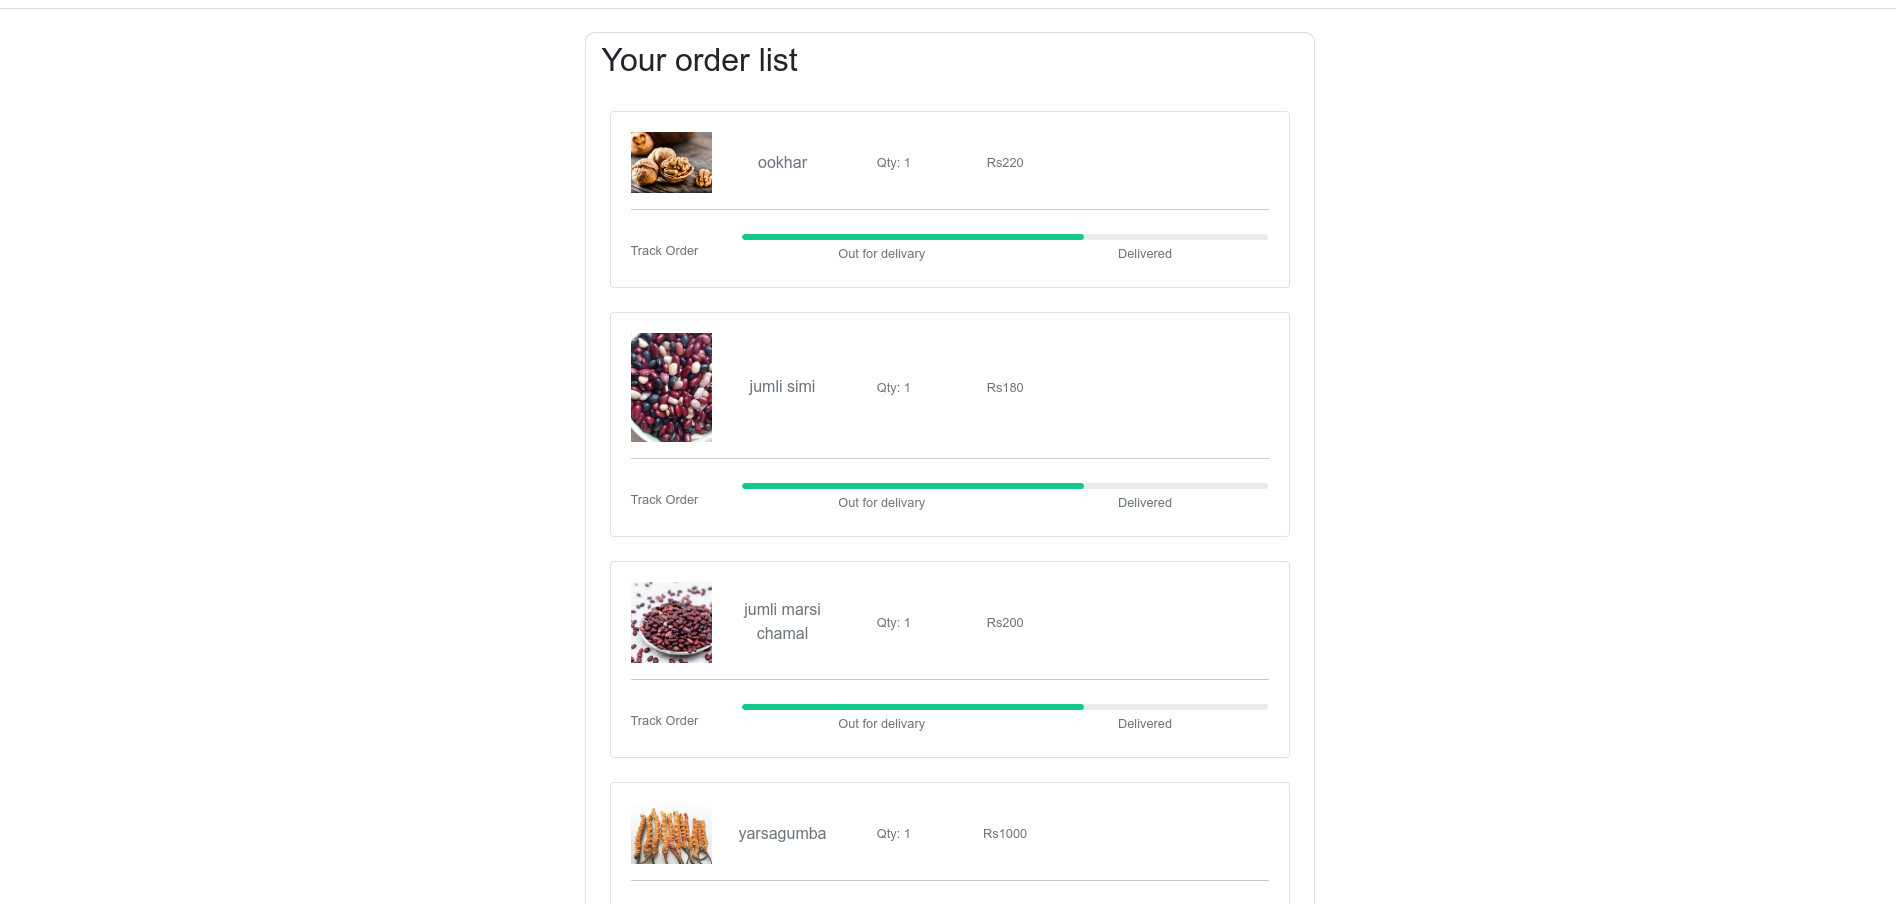 Your order list
ookhar
Qty: 1
Rs220
Track Order
Out for delivary
Delivered
jumli simi
Qty: 1
Rs180
Track Order
Out for delivary
Delivered
jumli marsi
chamal
Qty: 1
Rs200
Track Order
Out for delivary
Delivered
yarsagumba
Qty: 1
Rs1000